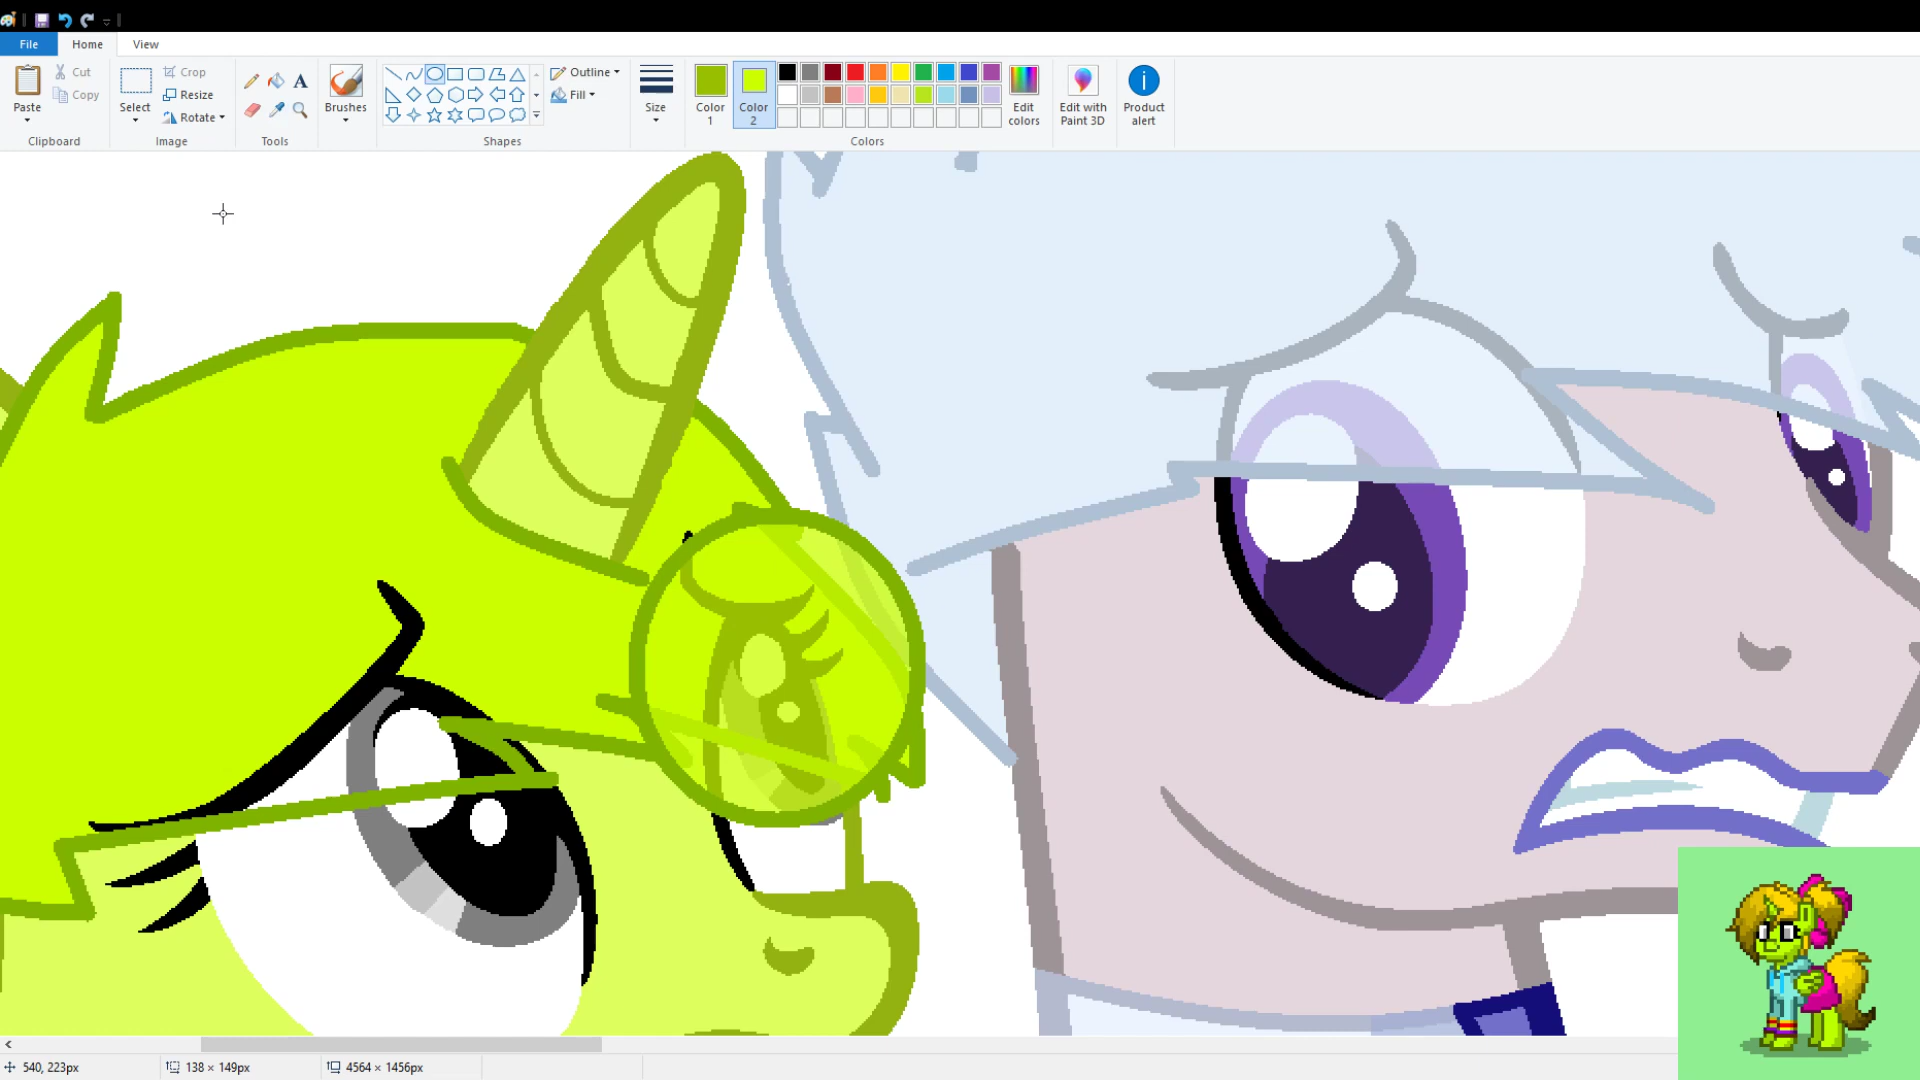 File Home View
Paste
Cut
Copy
Clipboard
Select
Crop
Resize
Rotate
Image
A
Tools
Brushes
Outline
Fill
Shapes
Size
Color 1
Color 2
Edit colors
Colors
Edit with Paint 3D
Product alert
540, 223px
138 × 149px
4564 × 1456px